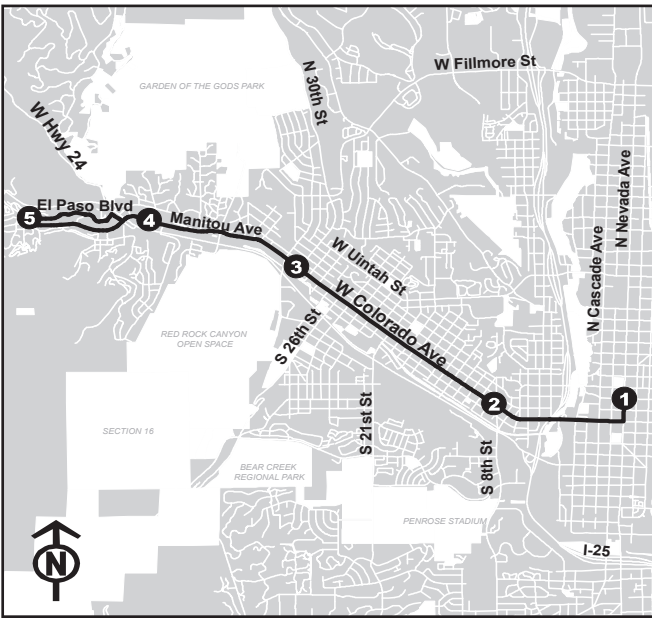 W Fillmore St
GARDEN OF THE GODS PARK
N 30th St
W Hwy 24
N Nevada Ave
N Cascade Ave
El Paso Blvd
5
4
Manitou Ave
3
W Uintah St
W Colorado Ave
RED ROCK CANYON
OPEN SPACE
S 26th St
1
2
SECTION 16
S 21st St
S 8th St
BEAR CREEK
REGIONAL PARK
PENROSE STADIUM
I-25
N